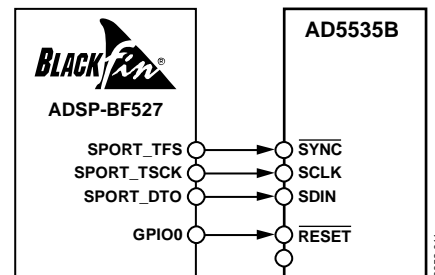 AD5535B
BLACKfin®
ADSP-BF527
SPORT_TFS SYNC
SPORT_TSCK SCLK
SPORT_DTO SDIN
GPIO0 RESET